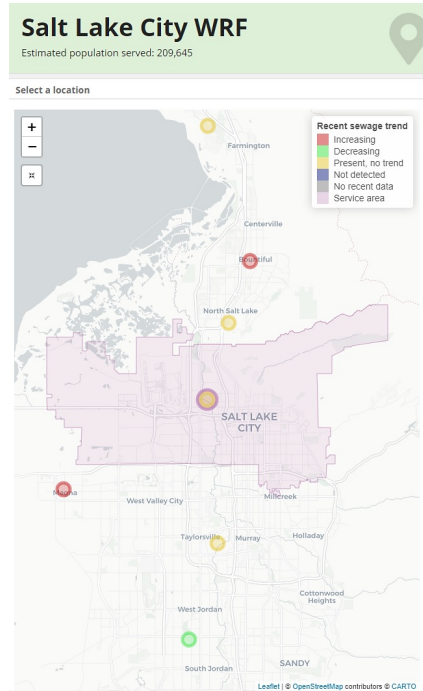 Salt Lake City WRF
Estimated population served: 209,645
Select a location
+
−
Recent sewage trend
Increasing
Decreasing
Present, no trend
Not detected
No recent data
Service area
Farmington
Centerville
Bountiful
North Salt Lake
SALT LAKE
CITY
Magna
West Valley City
Millcreek
Taylorsville
Murray
Holladay
Cottonwood
Heights
West Jordan
South Jordan
SANDY
Leaflet | © OpenStreetMap contributors © CARTO